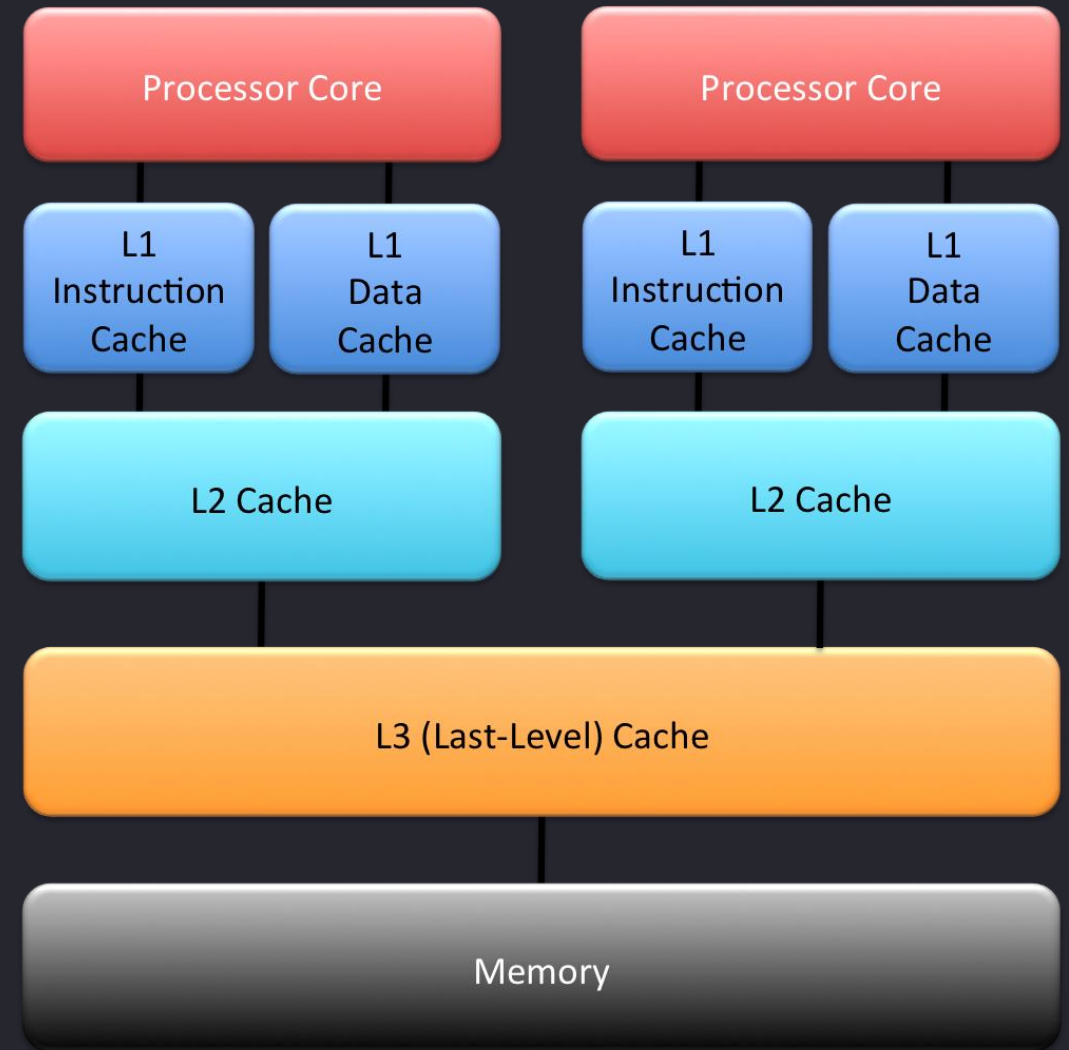 Processor Core
Processor Core
L1
Instruction
Cache
L1
Data
Cache
L1
Instruction
Cache
L1
Data
Cache
L2 Cache
L2 Cache
L3 (Last-Level) Cache
Memory